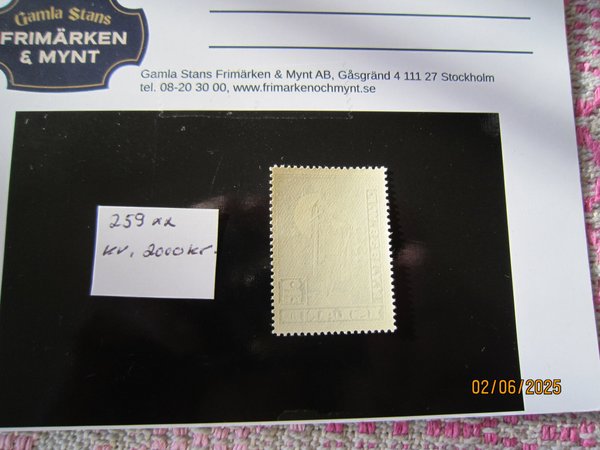 Gamla Stans
FRIMÄRKEN
& MYNT
Gamla Stans Frimärken & Mynt AB, Gåsgränd 4 111 27 Stockholm
tel. 08-20 30 00, www.frimarkenochmynt.se
259 xx
kv. 2000 kr.
02/06/2025